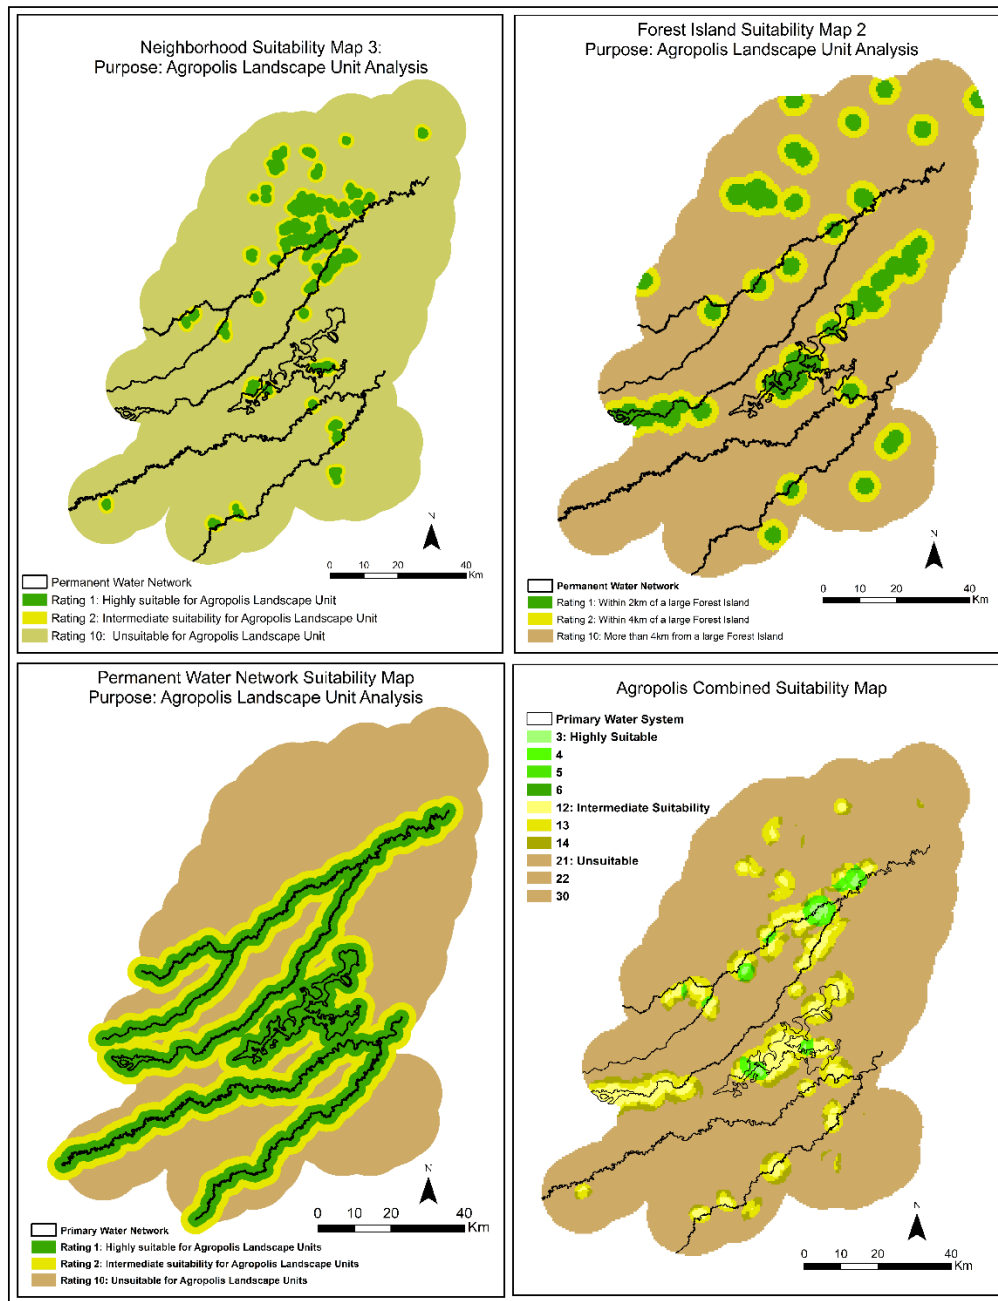 Neighborhood Suitability Map 3:
Purpose: Agropolis Landscape Unit Analysis
N
0 10 20 40
Km
Permanent Water Network
Rating 1: Highly suitable for Agropolis Landscape Unit
Rating 2: Intermediate suitability for Agropolis Landscape Unit
Rating 10: Unsuitable for Agropolis Landscape Unit
Forest Island Suitability Map 2
Purpose: Agropolis Landscape Unit Analysis
N
0 10 20 40
Km
Permanent Water Network
Rating 1: Within 2km of a large Forest Island
Rating 2: Within 4km of a large Forest Island
Rating 10: More than 4km from a large Forest Island
Permanent Water Network Suitability Map
Purpose: Agropolis Landscape Unit Analysis
N
0 10 20 40
Km
Primary Water Network
Rating 1: Highly suitable for Agropolis Landscape Units
Rating 2: Intermediate suitability for Agropolis Landscape Units
Rating 10: Unsuitable for Agropolis Landscape Units
Agropolis Combined Suitability Map
Primary Water System
3: Highly Suitable
4
5
6
12: Intermediate Suitability
13
14
21: Unsuitable
22
30
N
0 10 20 40
Km